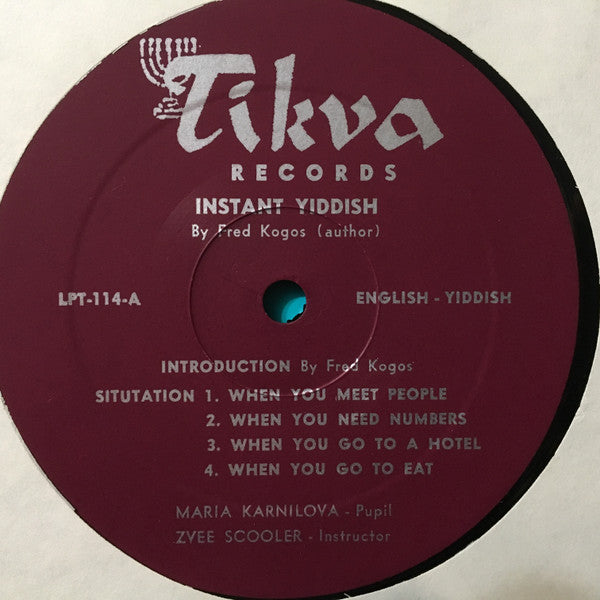 Tikva
RECORDS
INSTANT YIDDISH
By Fred Kogos (author)
LPT-114-A
ENGLISH - YIDDISH
INTRODUCTION By Fred Kogos
SITUTATION 1. WHEN YOU MEET PEOPLE
2. WHEN YOU NEED NUMBERS
3. WHEN YOU GO TO A HOTEL
4. WHEN YOU GO TO EAT
MARIA KARNILOVA - Pupil
ZVEE SCOOLER - Instructor